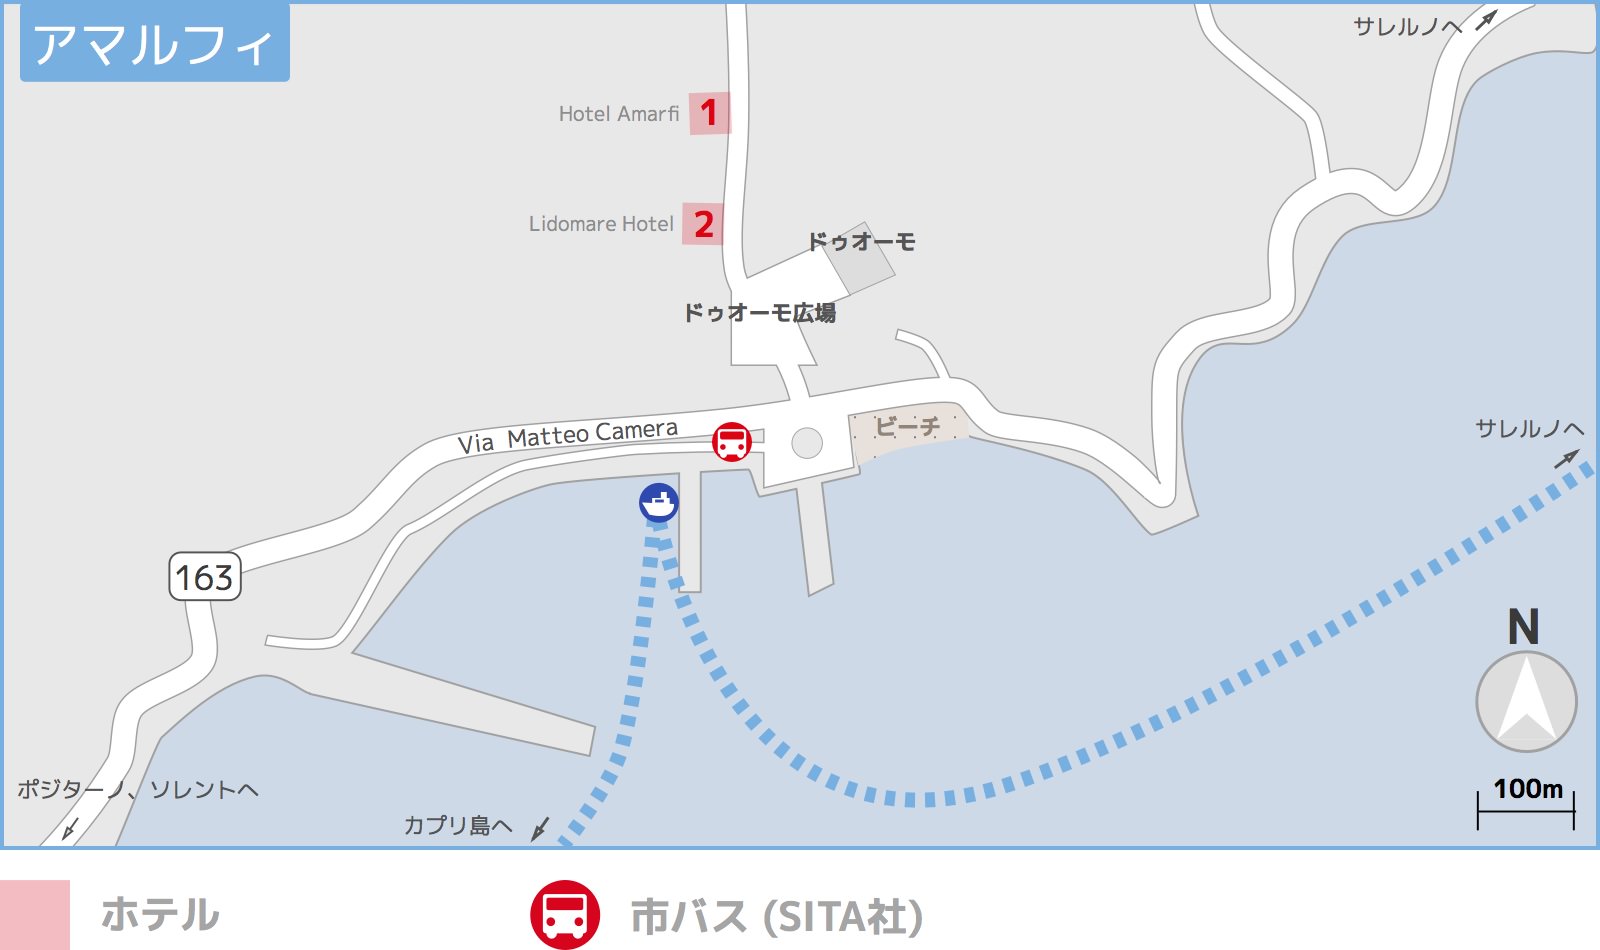 アマルフィ
サレルノへ
Hotel Amarfi
1
Lidomare Hotel
2
ドゥオーモ
ドゥオーモ広場
Via Matteo Camera
ビーチ
サレルノへ
163
N
ポジターノ、ソレントへ
カプリ島へ
100m
ホテル
市バス (SITA社)